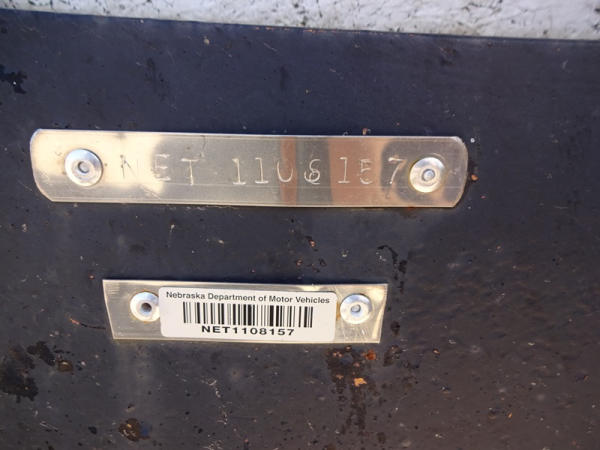 NET 1108157
Nebraska Department of Motor Vehicles
NET1108157